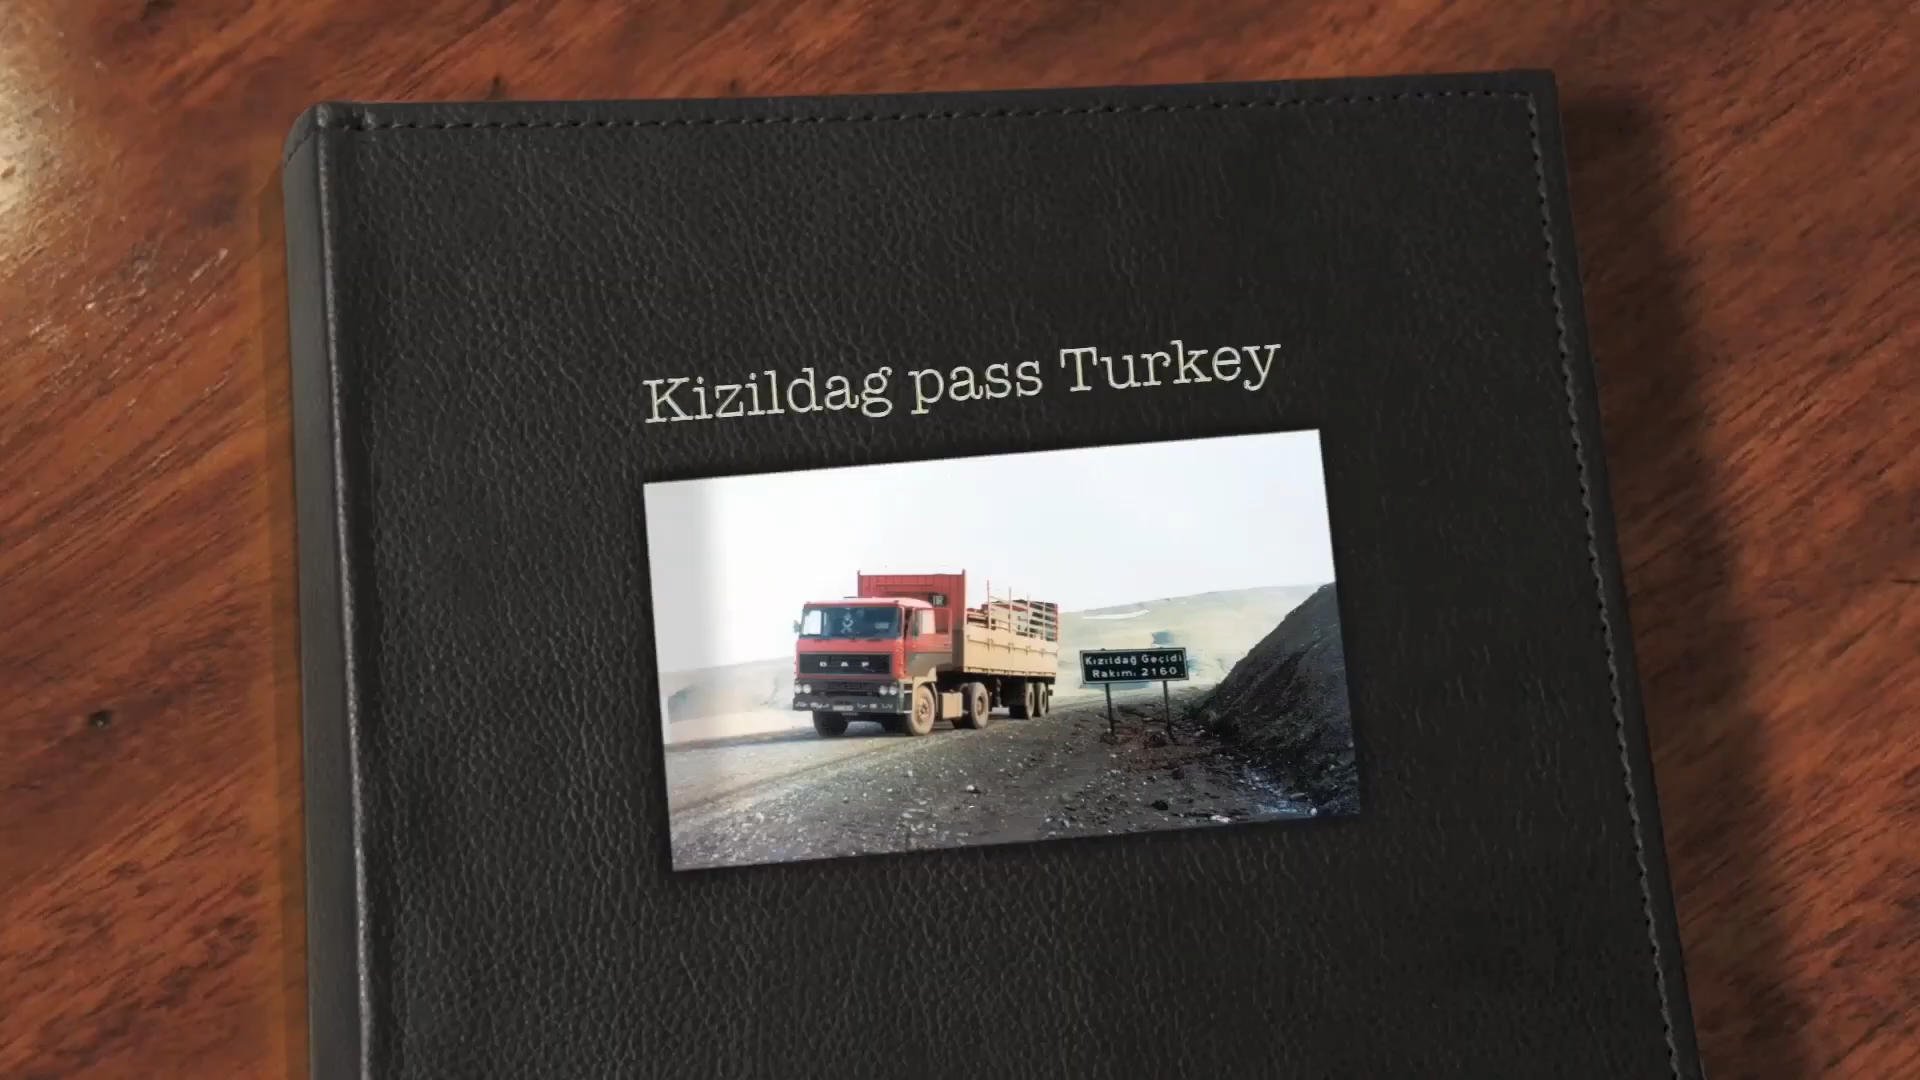 Kizildag pass Turkey
TIR
DAF
Kızıldağ Geçidi
Rakım: 2160.